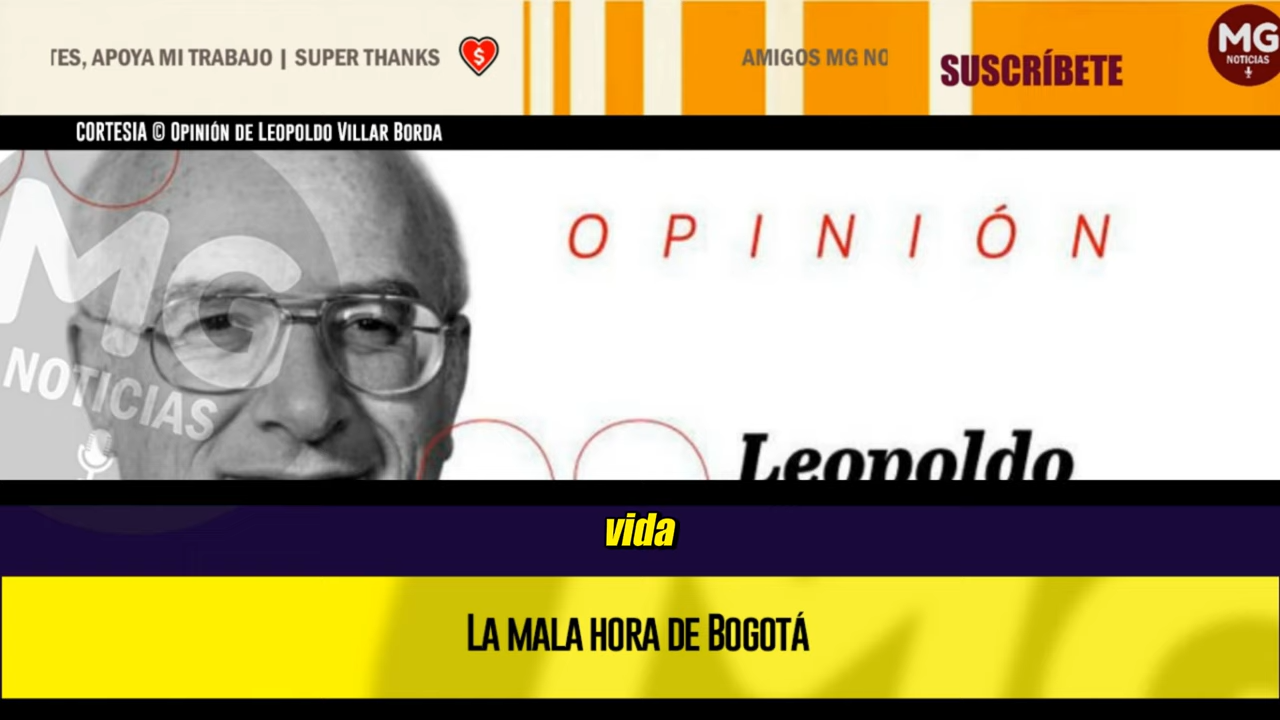 TES, APOYA MI TRABAJO | SUPER THANKS
AMIGOS MG NO
SUSCRÍBETE
MG
NOTICIAS
CORTESIA © OPINIÓN DE LEOPOLDO VILLAR BORDA
MG
NOTICIAS
OPINIÓN
Leopoldo
vida
LA MALA HORA DE BOGOTÁ